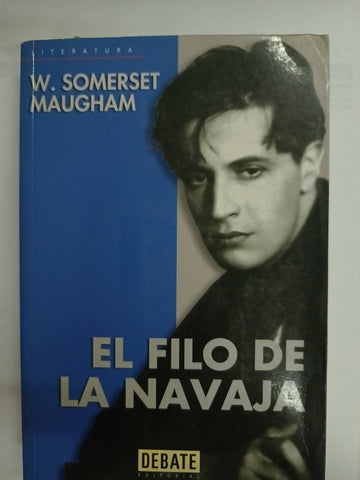 LITERATURA
W. SOMERSET
MAUGHAM
EL FILO DE
LA NAVAJA
DEBATE
EDITORIAL